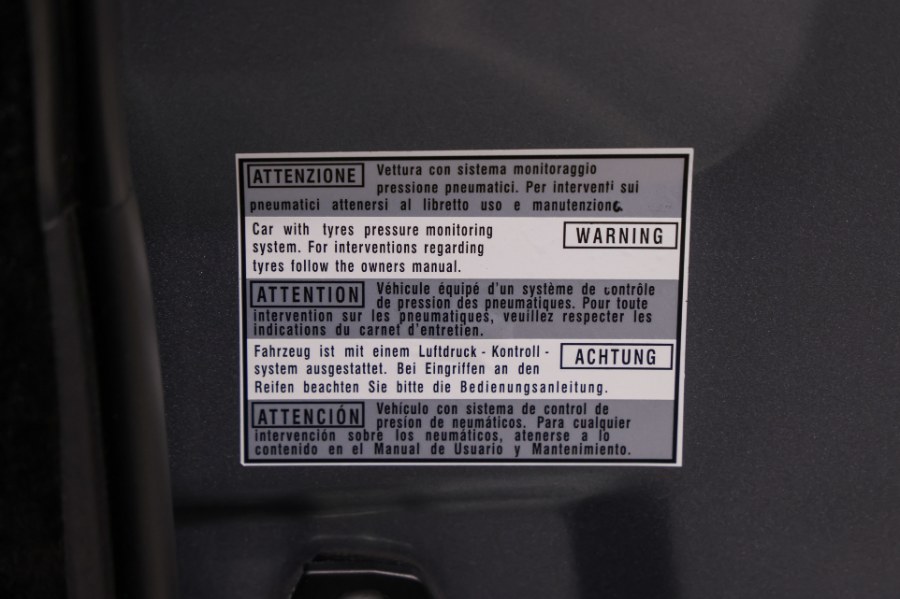 ATTENZIONE Vettura con sistema monitoraggio
pressione pneumatici. Per interventi sui
pneumatici attenersi al libretto uso e manutenzione
Car with tyres pressure monitoring WARNING
system. For interventions regarding
tyres follow the owners manual.
ATTENTION Véhicule équipé d'un système de contrôle
de pression des pneumatiques. Pour toute
intervention sur les pneumatiques, veuillez respecter les
indications du carnet d'entretien.
Fahrzeug ist mit einem Luftdruck - Kontroll - ACHTUNG
system ausgestattet. Bei Eingriffen an den
Reifen beachten Sie bitte die Bedienungsanleitung.
ATENCIÓN Vehículo con sistema de control de
presion de neumáticos. Para cualquier
intervención sobre los neumáticos, atenerse a lo
contenido en el Manual de Usuario y Mantenimiento.